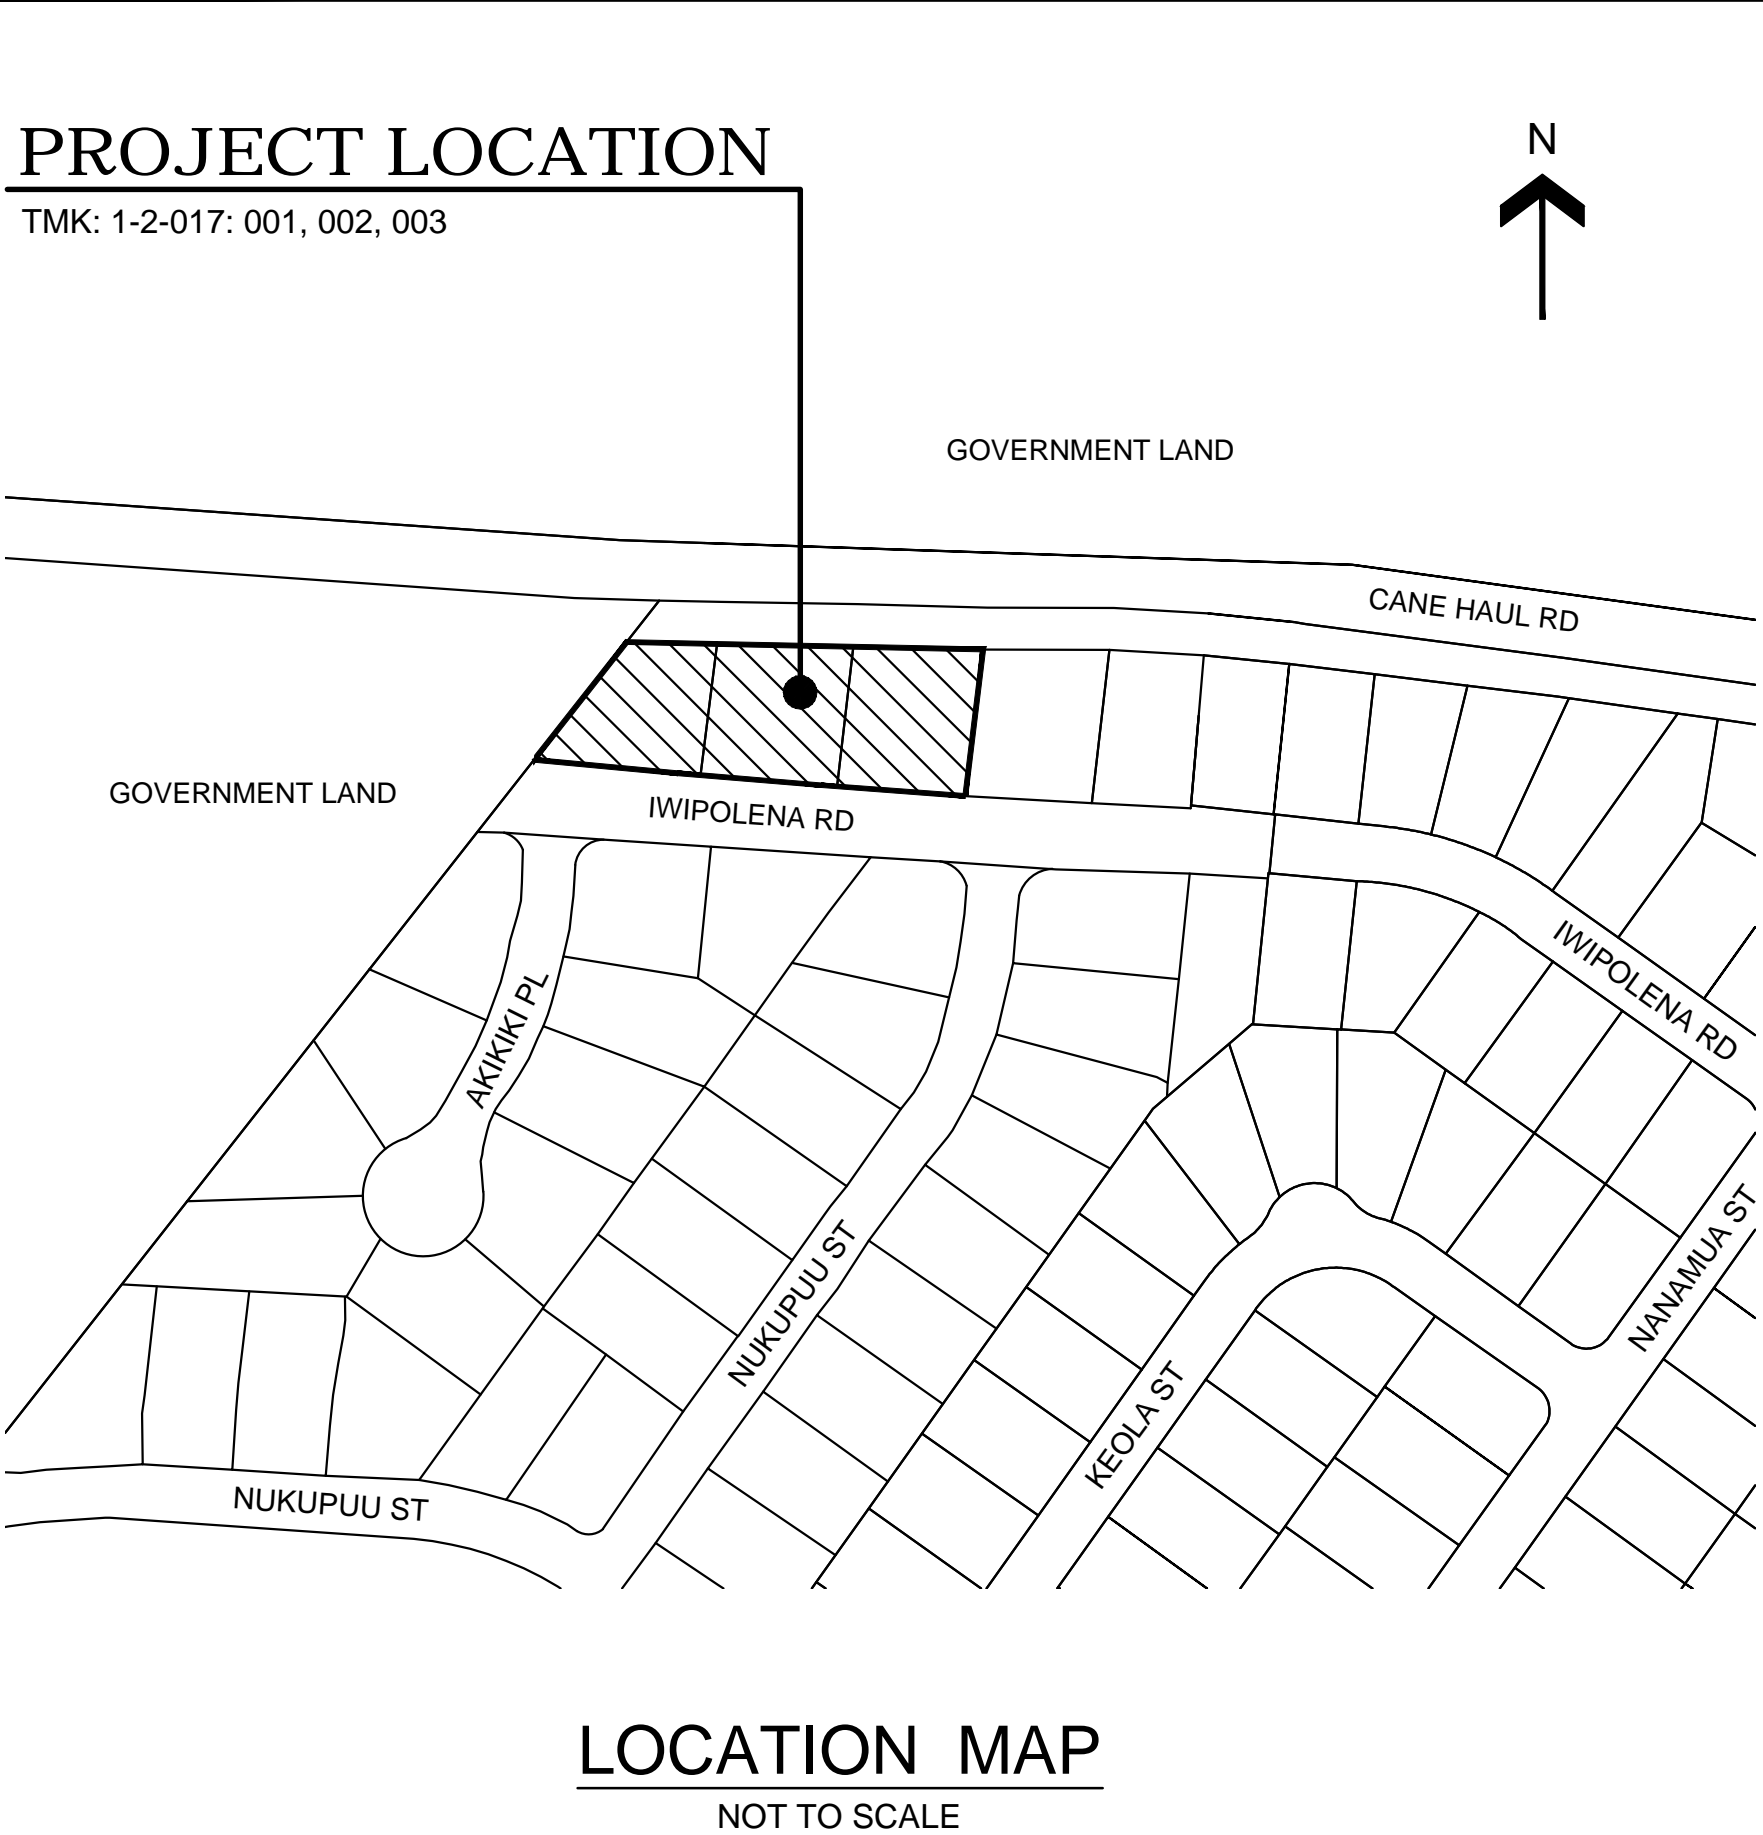 PROJECT LOCATION
TMK: 1-2-017: 001, 002, 003
N
GOVERNMENT LAND
CANE HAUL RD
GOVERNMENT LAND
IWIPOLENA RD
IWIPOLENA RD
AKIKIKI PL
NUKUPUU ST
NANAMUA ST
KEOLA ST
NUKUPUU ST
LOCATION MAP
NOT TO SCALE